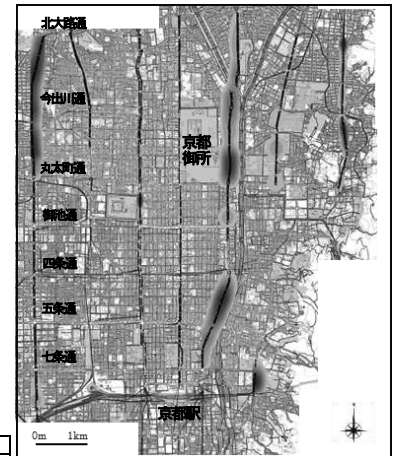 北大路通
今出川通
京都
御所
丸太町通
御池通
四条通
五条通
七条通
京都駅
0m 1km